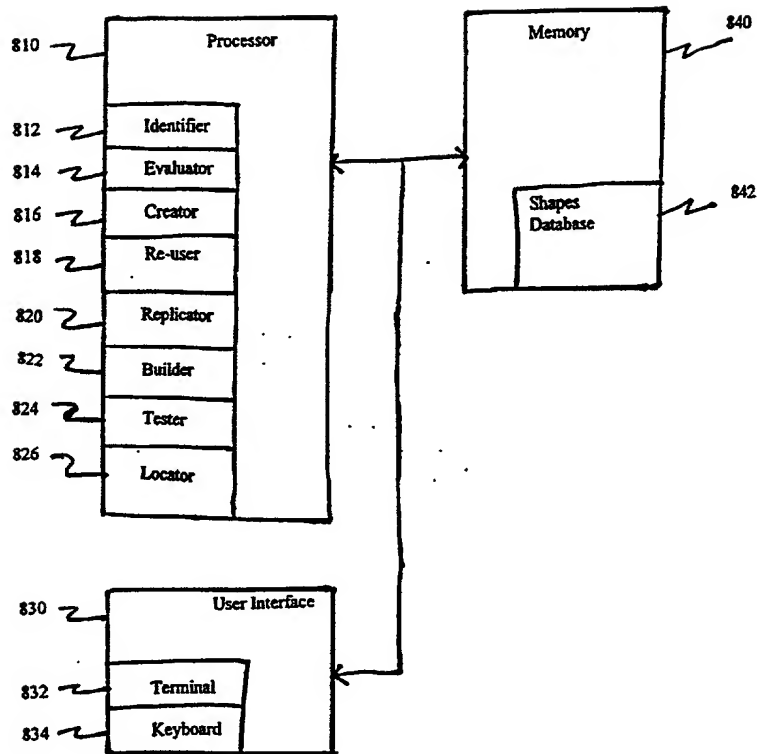 810 Processor Memory 840
812 Identifier
814 Evaluator
816 Creator Shapes 842
Database
818 Re-user
820 Replicator
822 Builder
824 Tester
826 Locator
830 User Interface
832 Terminal
834 Keyboard